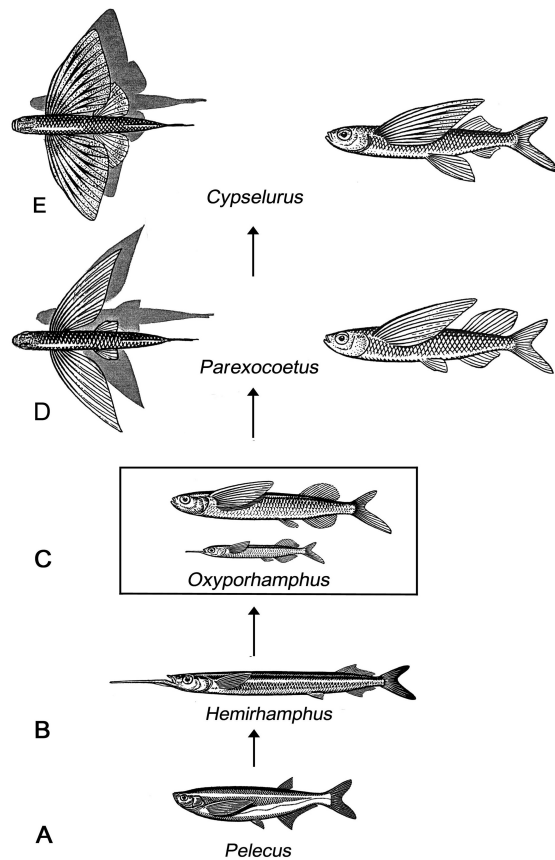 E
Cypselurus
D
Parexocoetus
C
Oxyporhamphus
B
Hemirhamphus
A
Pelecus